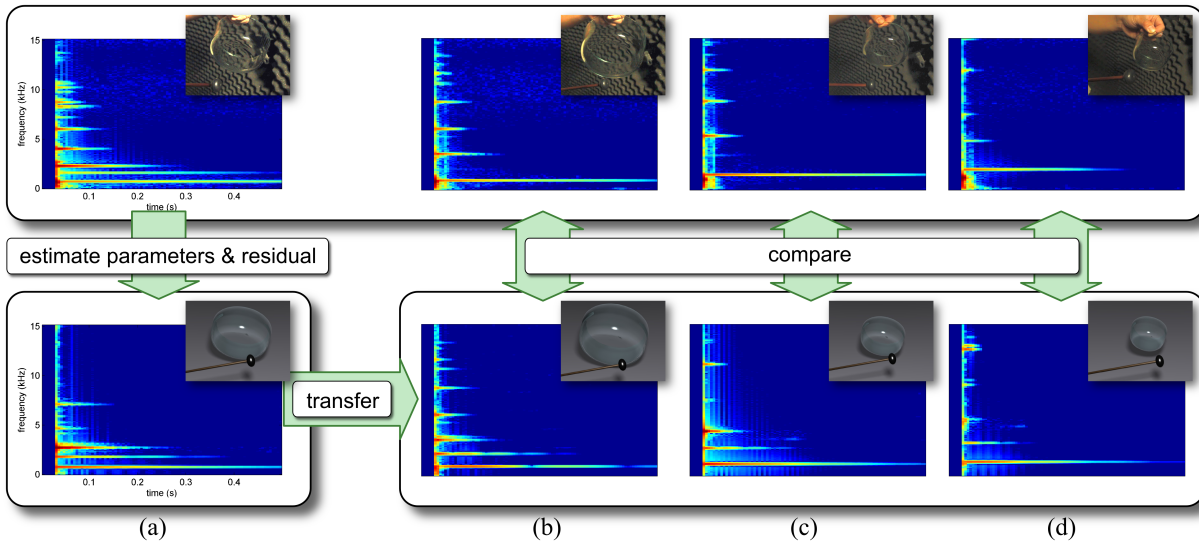 15
10
5
0
frequency (kHz)
0.1 0.2 0.3 0.4
time (s)
estimate parameters & residual
compare
15
10
5
0
frequency (kHz)
0.1 0.2 0.3 0.4
time (s)
transfer
(a) (b) (c) (d)